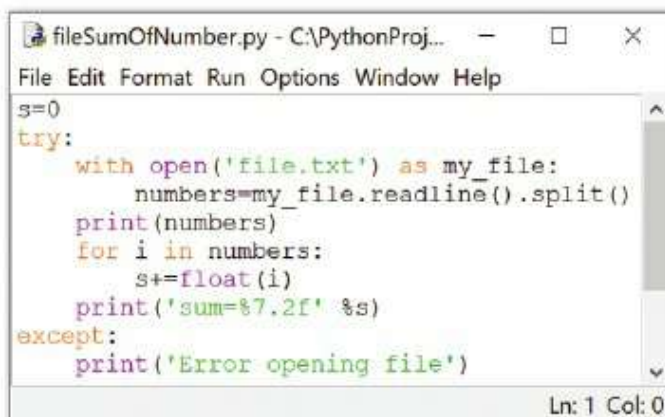 fileSumOfNumber.py - C:\PythonProj...
File Edit Format Run Options Window Help
s=0
try:
    with open('file.txt') as my_file:
        numbers=my_file.readline().split()
    print(numbers)
    for i in numbers:
        s+=float(i)
    print('sum=%7.2f' %s)
except:
    print('Error opening file')
Ln: 1 Col: 0